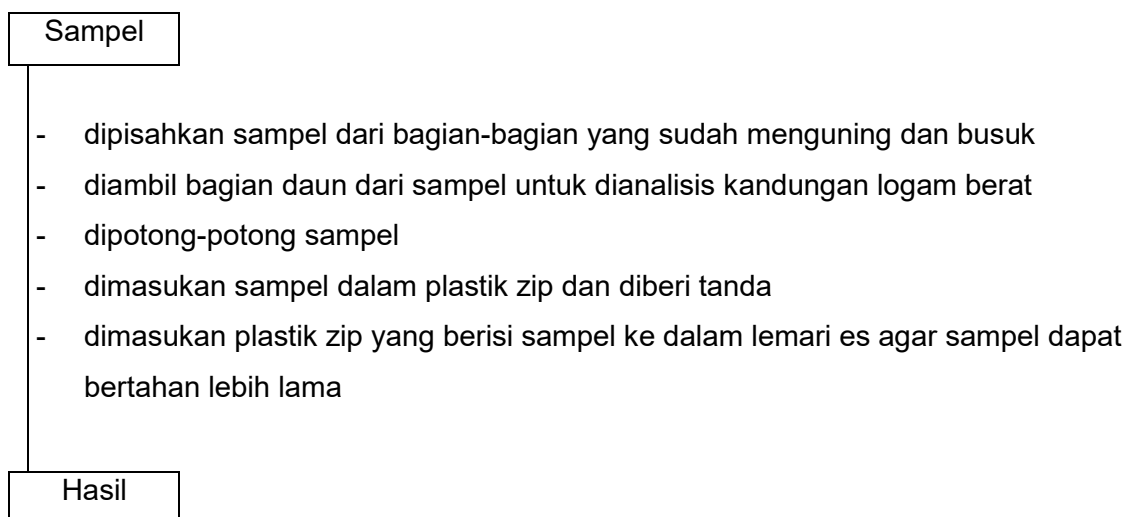 Sampel
- dipisahkan sampel dari bagian-bagian yang sudah menguning dan busuk
- diambil bagian daun dari sampel untuk dianalisis kandungan logam berat
- dipotong-potong sampel
- dimasukan sampel dalam plastik zip dan diberi tanda
- dimasukan plastik zip yang berisi sampel ke dalam lemari es agar sampel dapat
bertahan lebih lama
Hasil